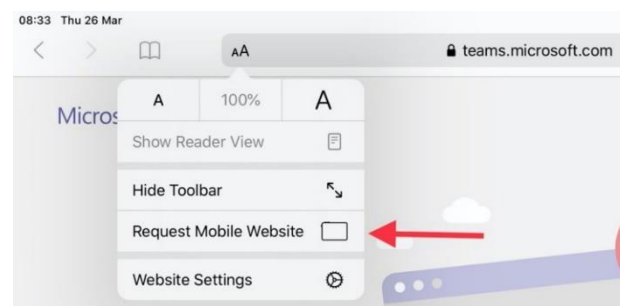 08:33 Thu 26 Mar
AA teams.microsoft.com
A 100% A
Micros
Show Reader View
Hide Toolbar
Request Mobile Website
Website Settings